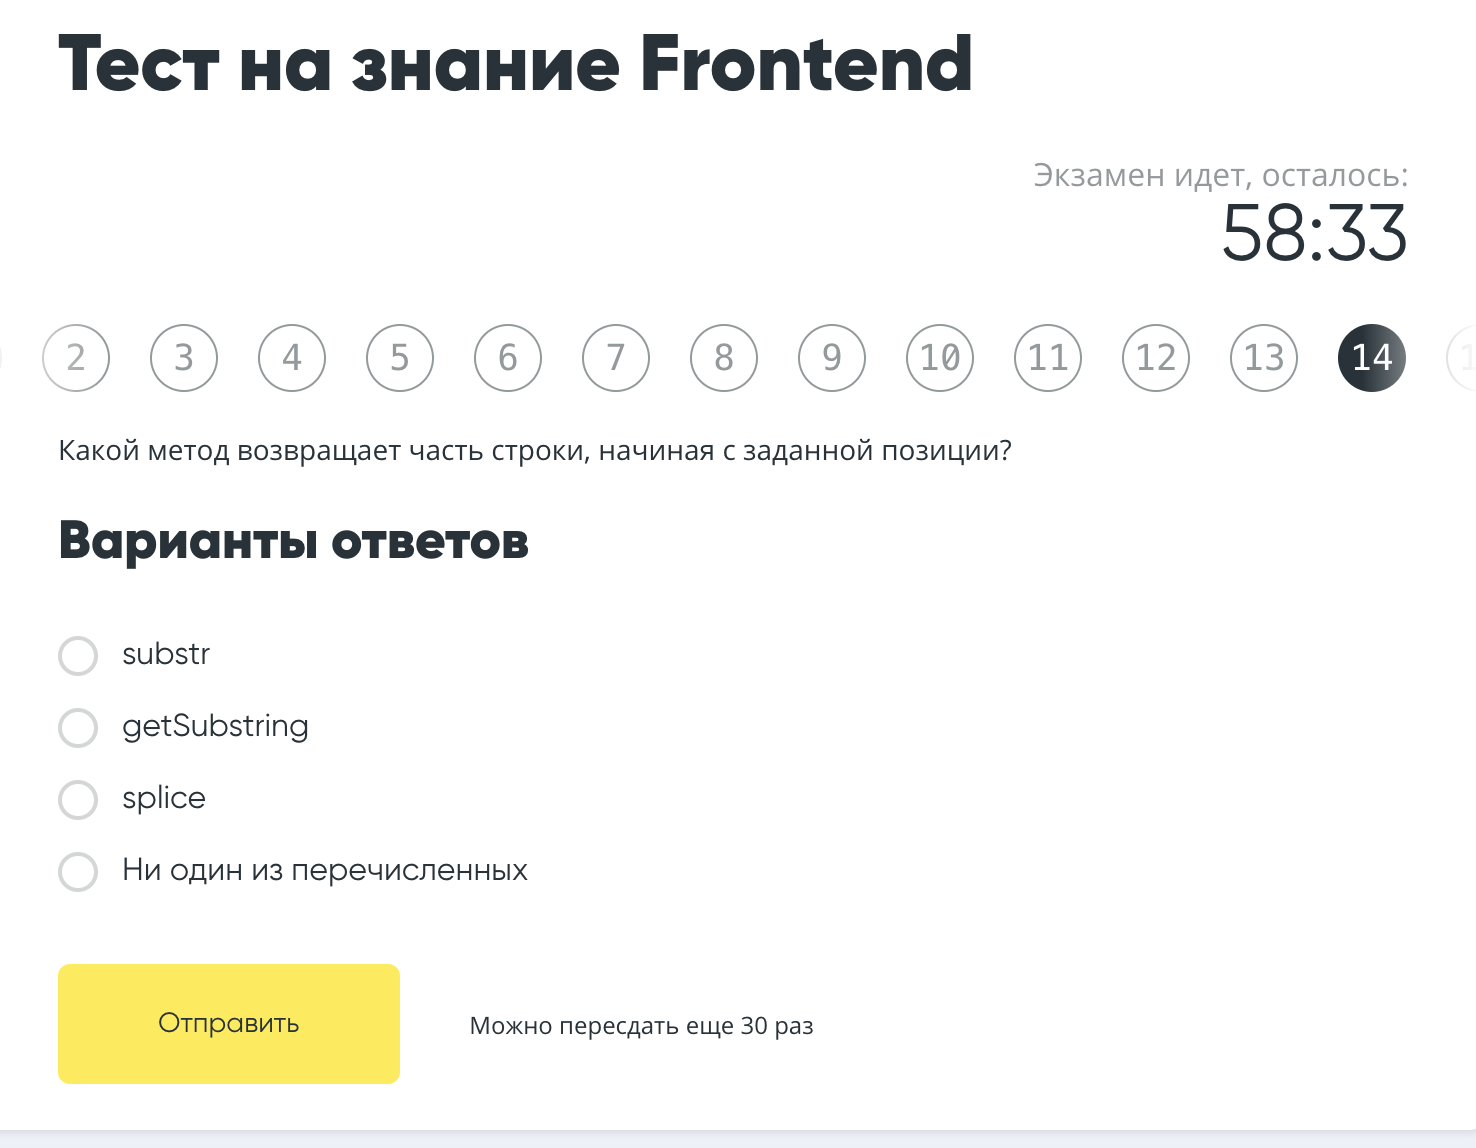 Тест на знание Frontend
Экзамен идет, осталось:
58:33
2 3 4 5 6 7 8 9 10 11 12 13 14
Какой метод возвращает часть строки, начиная с заданной позиции?
Варианты ответов
substr
getSubstring
splice
Ни один из перечисленных
Отправить
Можно пересдать еще 30 раз